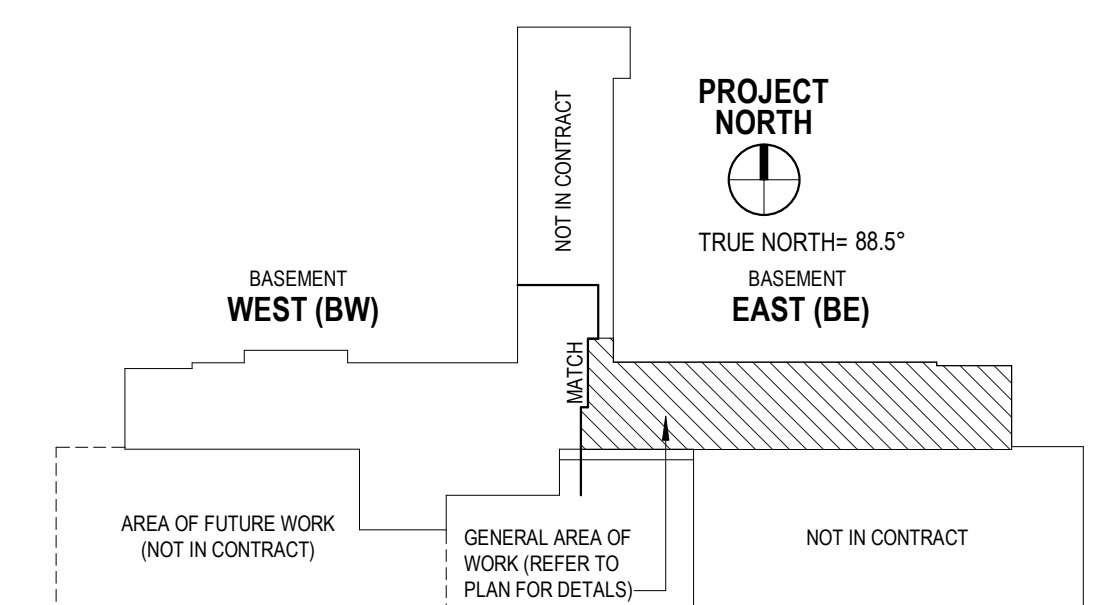 NOT IN CONTRACT
PROJECT
NORTH
TRUE NORTH= 88.5°
BASEMENT
WEST (BW)
BASEMENT
EAST (BE)
MATCH
AREA OF FUTURE WORK
(NOT IN CONTRACT)
GENERAL AREA OF
WORK (REFER TO
PLAN FOR DETALS)
NOT IN CONTRACT